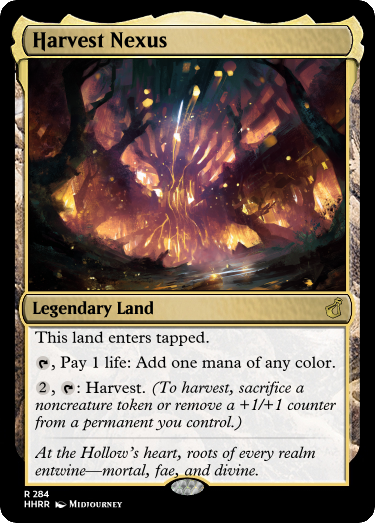 Harvest Nexus
Legendary Land
This land enters tapped.
, Pay 1 life: Add one mana of any color.
2, : Harvest. (To harvest, sacrifice a
noncreature token or remove a +1/+1 counter
from a permanent you control.)
At the Hollow's heart, roots of every realm
entwine—mortal, fae, and divine.
R 284
HHRR Midjourney